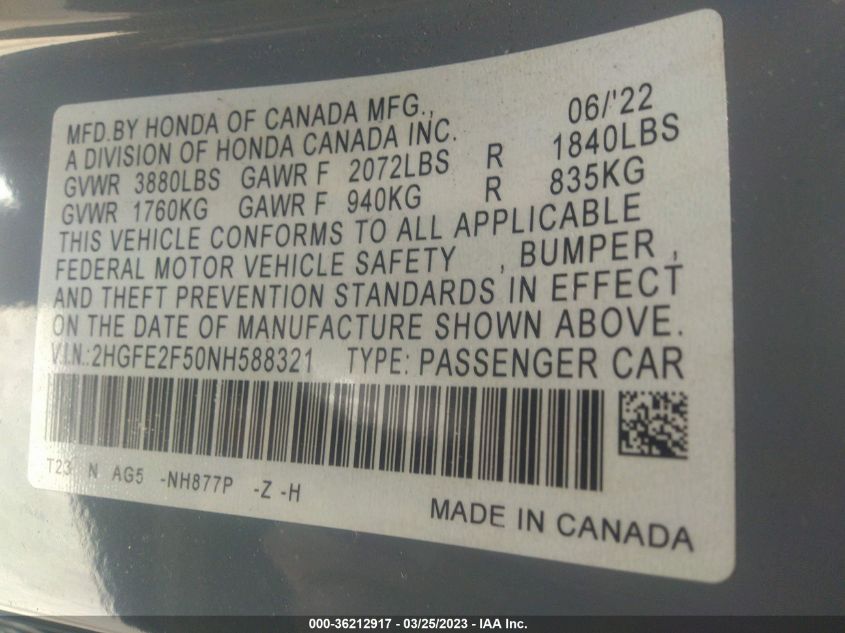 MFD.BY HONDA OF CANADA MFG., 06/'22
A DIVISION OF HONDA CANADA INC.
GVWR 3880LBS GAWR F 2072LBS R 1840LBS
GVWR 1760KG GAWR F 940KG R 835KG
THIS VEHICLE CONFORMS TO ALL APPLICABLE
FEDERAL MOTOR VEHICLE SAFETY , BUMPER ,
AND THEFT PREVENTION STANDARDS IN EFFECT
ON THE DATE OF MANUFACTURE SHOWN ABOVE.
V.I.N.:2HGFE2F50NH588321 TYPE: PASSENGER CAR
T23 N AG5 -NH877P -Z -H
MADE IN CANADA
000-36212917 - 03/25/2023 - IAA Inc.